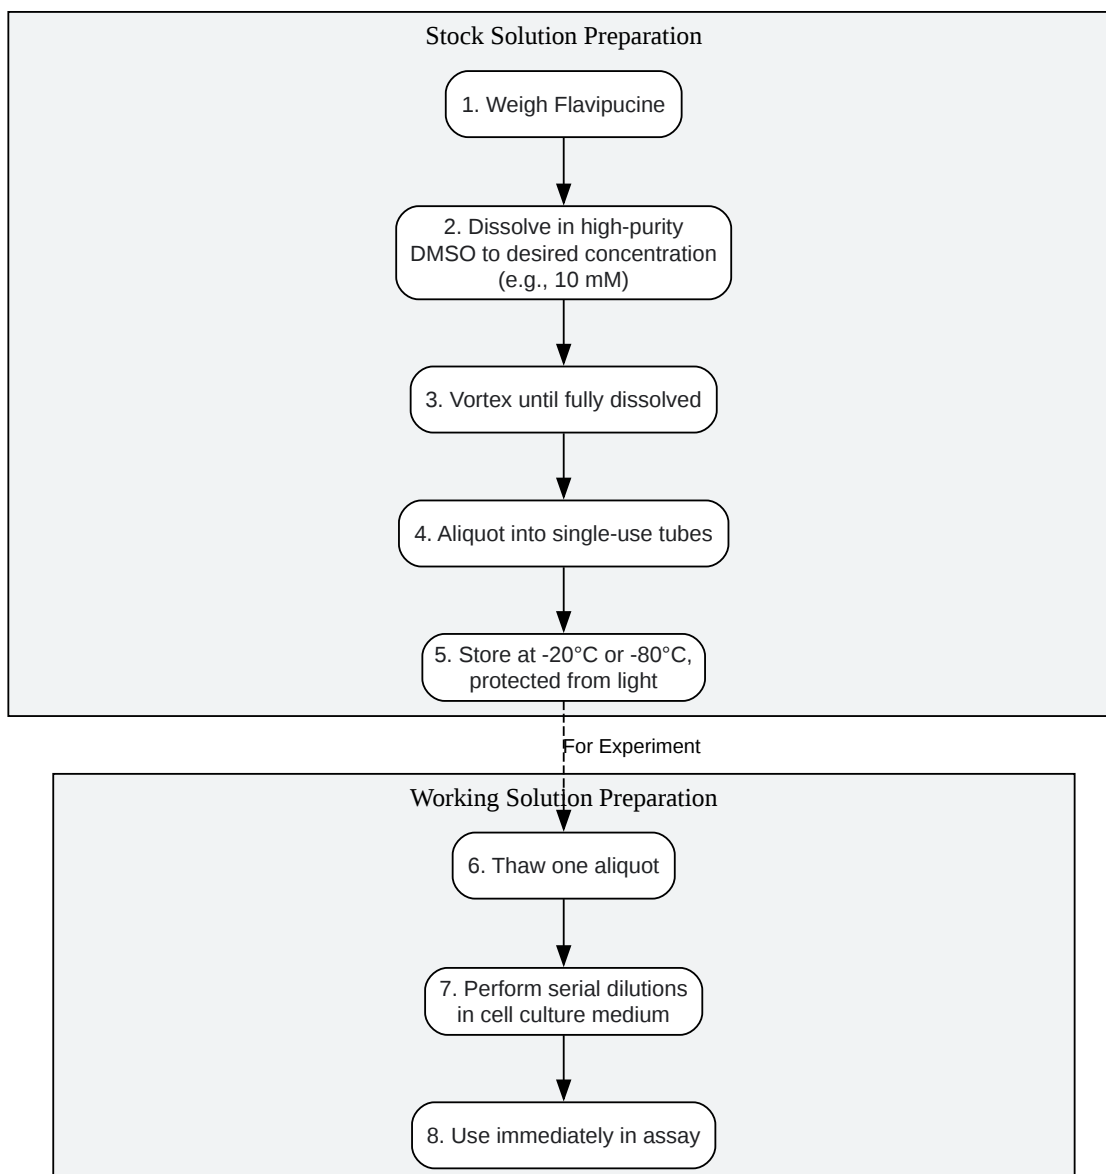 Stock Solution Preparation
1. Weigh Flavipucine
2. Dissolve in high-purity
DMSO to desired concentration
(e.g., 10 mM)
3. Vortex until fully dissolved
4. Aliquot into single-use tubes
5. Store at -20°C or -80°C,
protected from light
For Experiment
Working Solution Preparation
6. Thaw one aliquot
7. Perform serial dilutions
in cell culture medium
8. Use immediately in assay